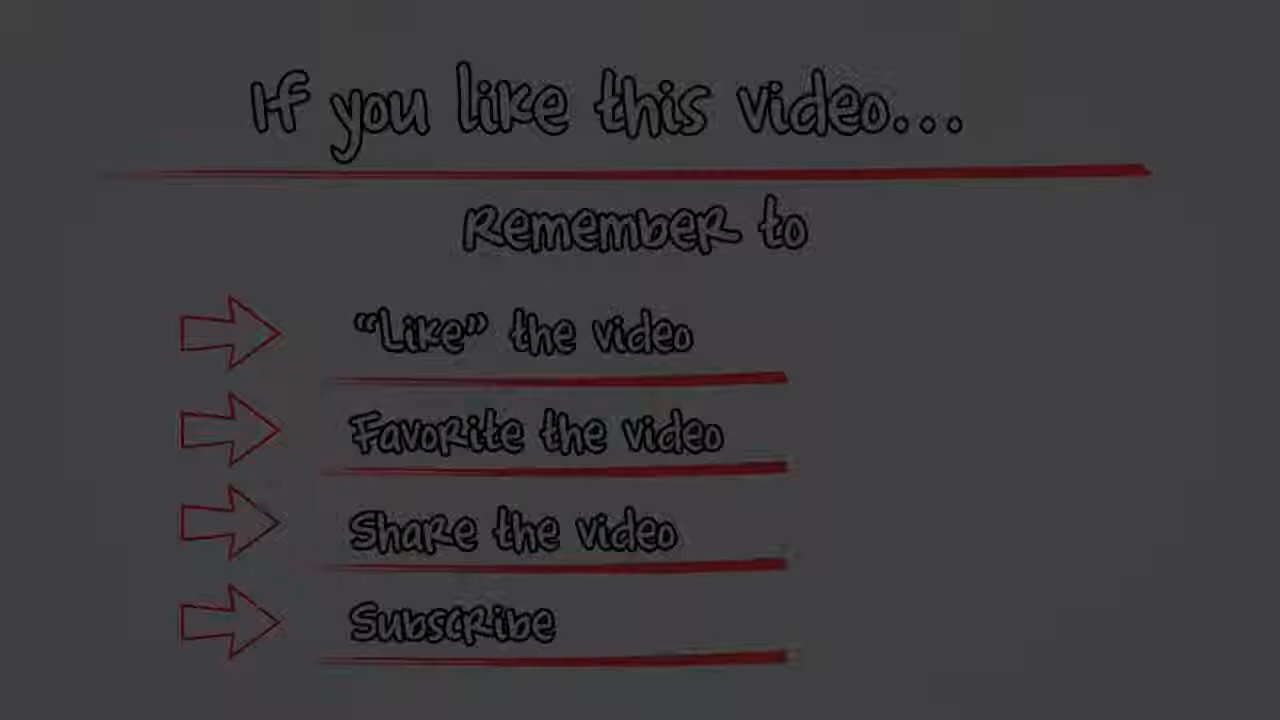 If you like this video...
Remember to
“Like” the video
Favorite the video
Share the video
Subscribe